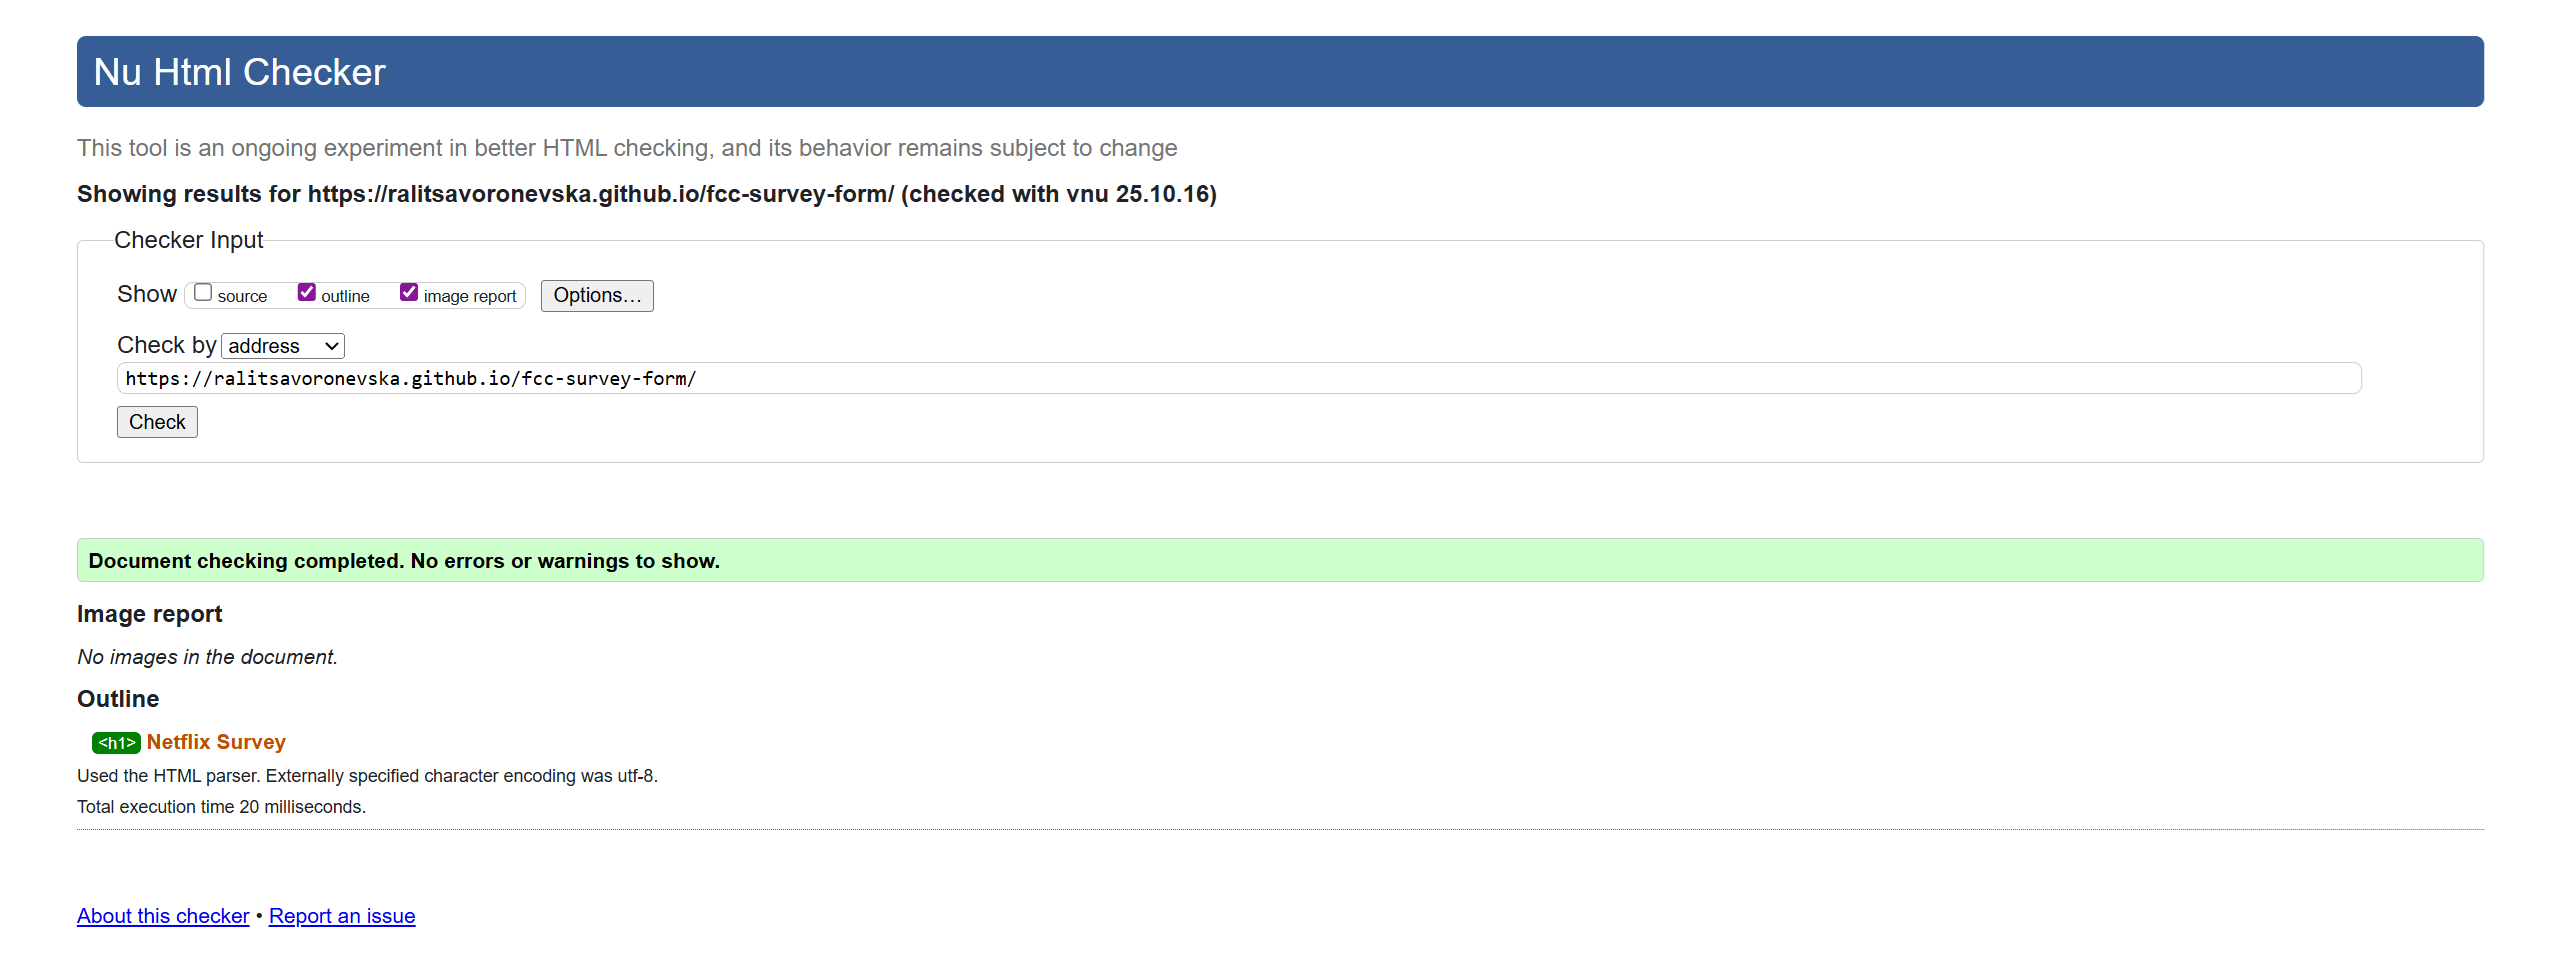 Nu Html Checker
This tool is an ongoing experiment in better HTML checking, and its behavior remains subject to change
Showing results for https://ralitsavoronevska.github.io/fcc-survey-form/ (checked with vnu 25.10.16)
Checker Input
Show source outline image report Options...
Check by address
https://ralitsavoronevska.github.io/fcc-survey-form/
Check
Document checking completed. No errors or warnings to show.
Image report
No images in the document.
Outline
<h1> Netflix Survey
Used the HTML parser. Externally specified character encoding was utf-8.
Total execution time 20 milliseconds.
About this checker • Report an issue